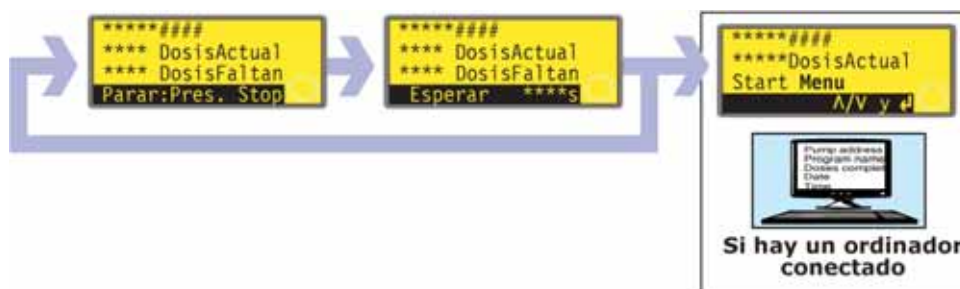 *****####
**** DosisActual
**** DosisFaltan
Parar:Pres. Stop
*****####
**** DosisActual
**** DosisFaltan
Esperar ****s
*****####
*****DosisActual
Start Menu
Λ/V y ↵
Pump address
Program name
Doses complet
Date
Time
Si hay un ordinador
conectado